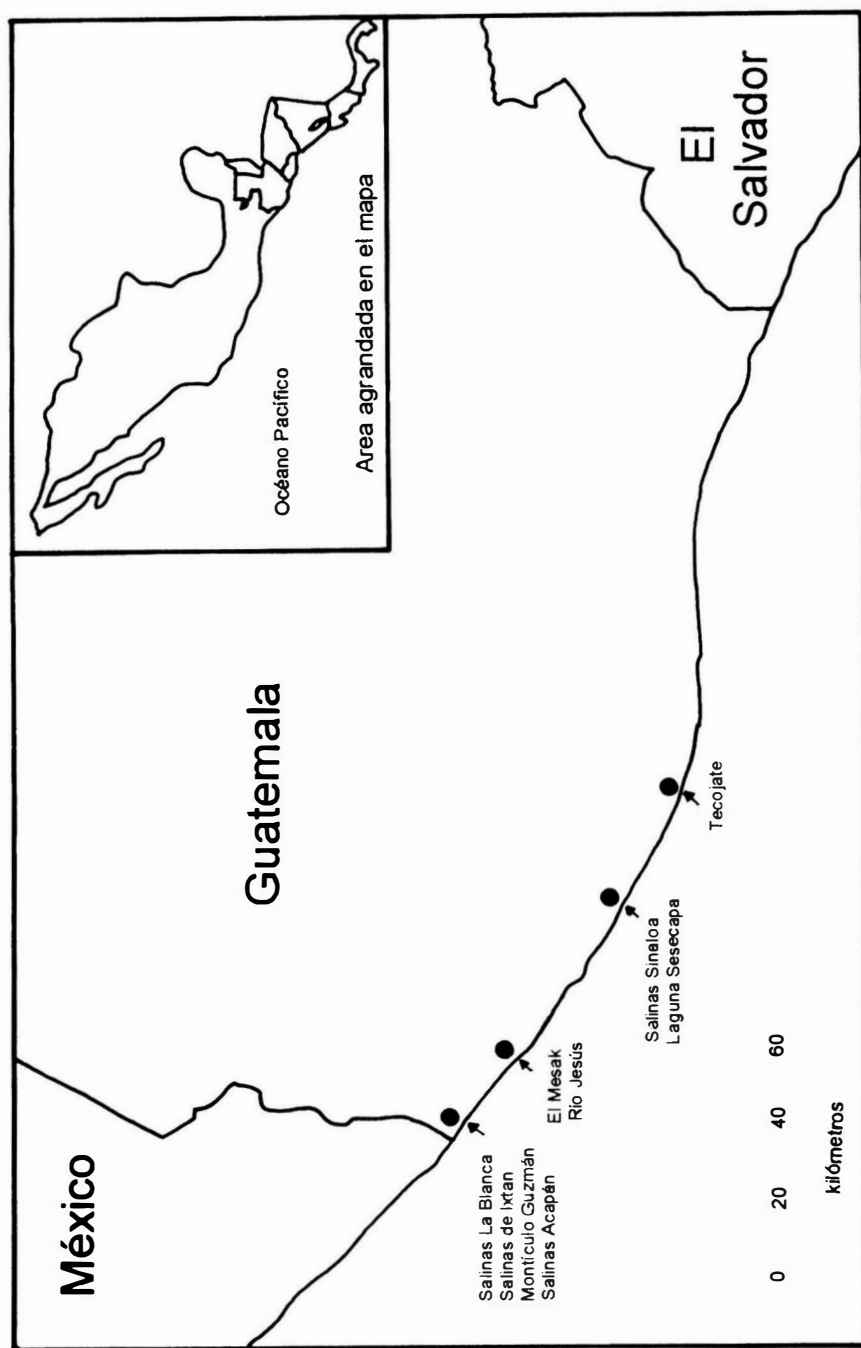 México
Guatemala
El
Salvador
Océano Pacífico
Area agrandada en el mapa
Salinas La Blanca
Salinas de Ixtan
Montículo Guzmán
Salinas Acapán
El Mesak
Río Jesús
Salinas Sinaloa
Laguna Sesecapa
Tecojate
0 20 40 60
kilómetros